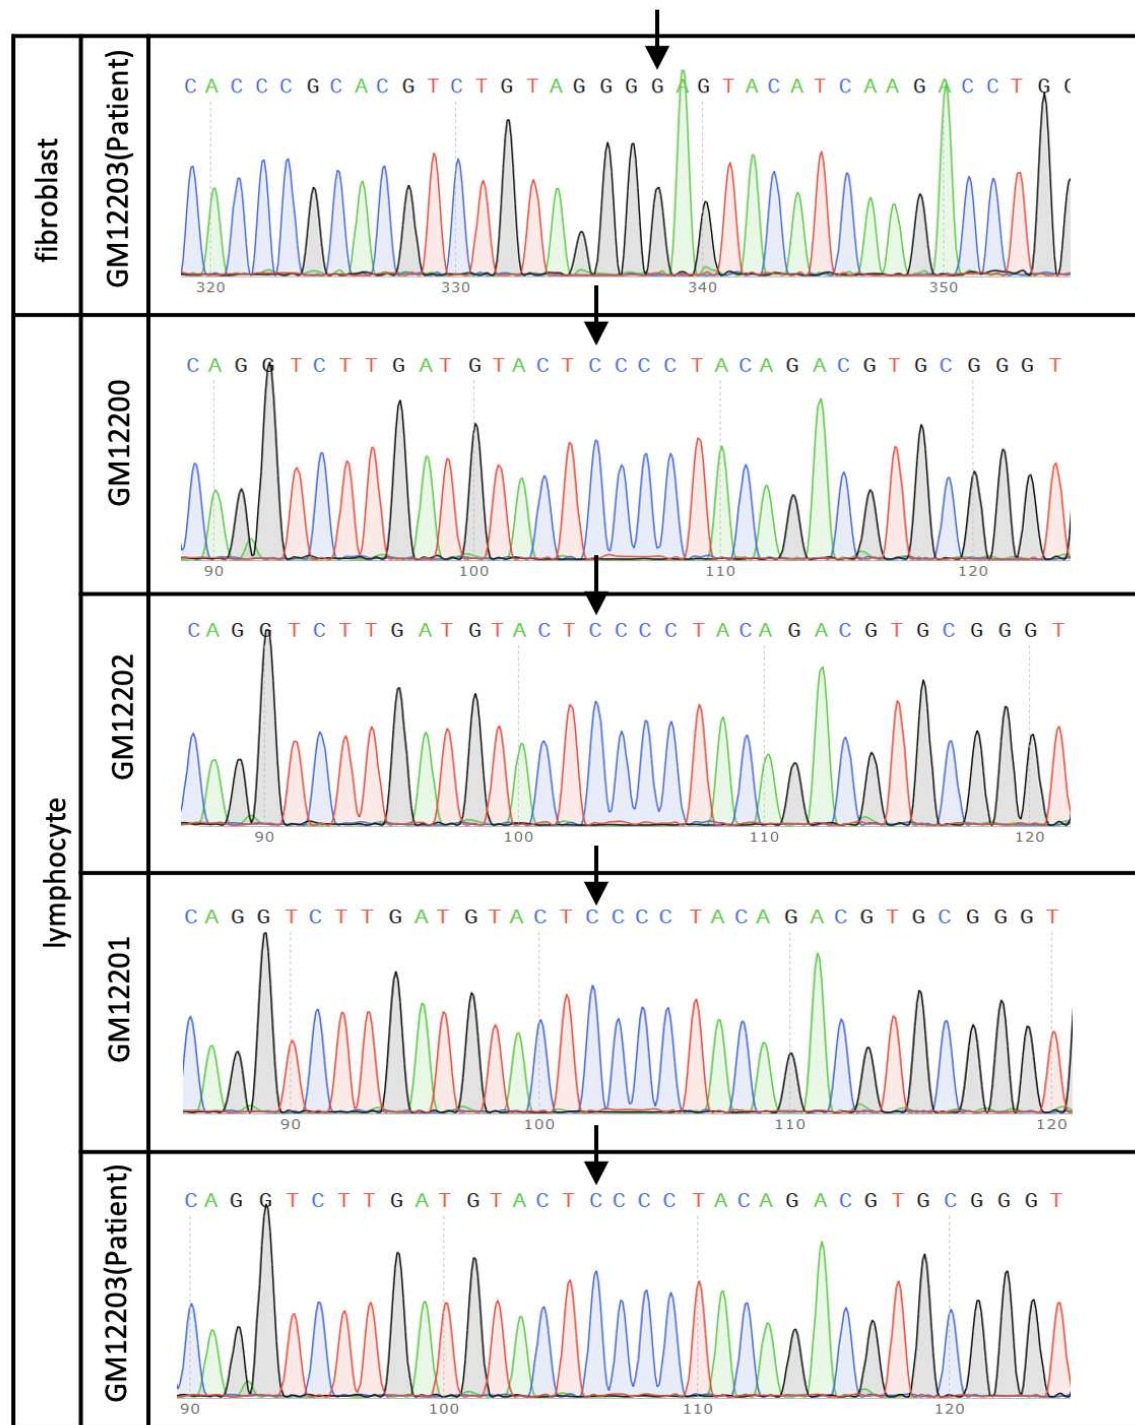 fibroblast
GM12203(Patient)
C A C C C G C A C G T C T G T A G G G G A G T A C A T C A A G A C C T G
320 330 340 350
lymphocyte
GM12200
C A G G T C T T G A T G T A C T C C C C T A C A G A C G T G C G G G T
90 100 110 120
GM12202
C A G G T C T T G A T G T A C T C C C C T A C A G A C G T G C G G G T
90 100 110 120
GM12201
C A G G T C T T G A T G T A C T C C C C T A C A G A C G T G C G G G T
90 100 110 120
GM12203(Patient)
C A G G T C T T G A T G T A C T C C C C T A C A G A C G T G C G G G T
90 100 110 120